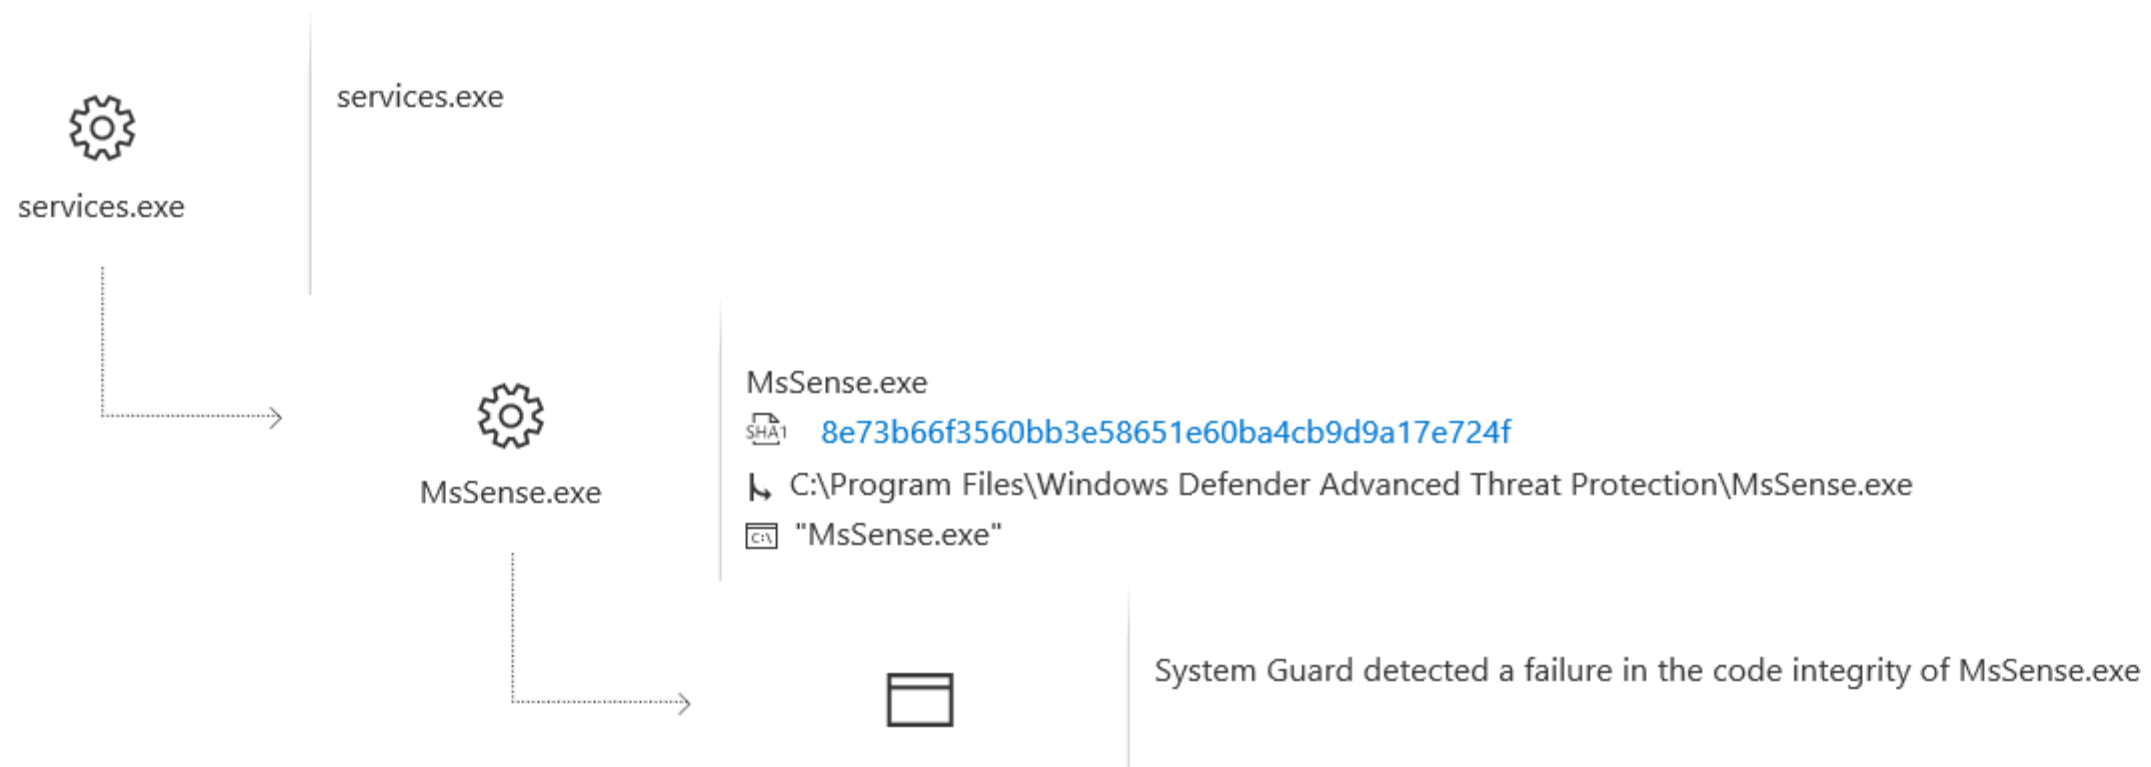 services.exe
services.exe
MsSense.exe
SHA1 8e73b66f3560bb3e58651e60ba4cb9d9a17e724f
C:\Program Files\Windows Defender Advanced Threat Protection\MsSense.exe
C:\ "MsSense.exe"
MsSense.exe
System Guard detected a failure in the code integrity of MsSense.exe